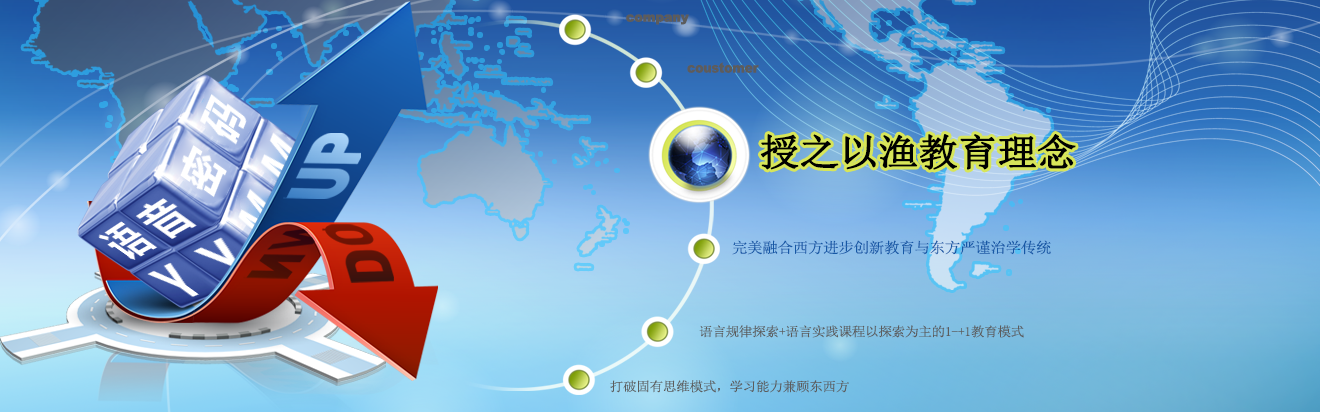 company
语音密码
Y V M M
UP
DOWN
授之以渔教育理念
完美融合西方进步创新教育与东方严谨治学传统
语言规律探索+语言实践课程以探索为主的1-+1教育模式
打破固有思维模式，学习能力兼顾东西方